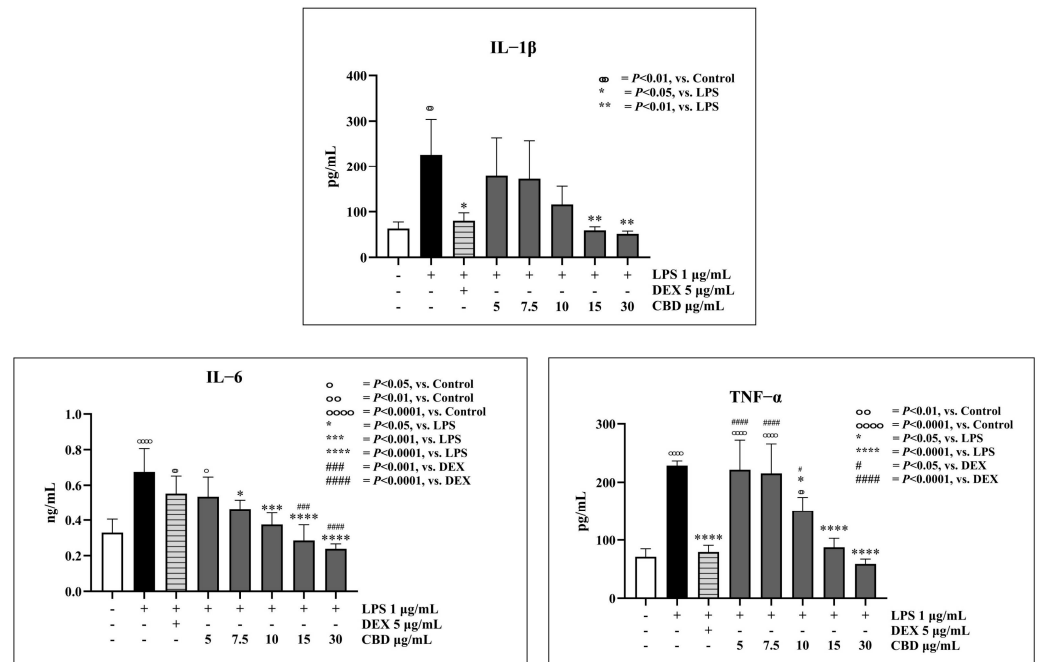 IL−1β
∞ = P<0.01, vs. Control
* = P<0.05, vs. LPS
** = P<0.01, vs. LPS
pg/mL
400
300
200
100
0
∞
*
** **
- + + + + + + + LPS 1 μg/mL
- - + - - - - - DEX 5 μg/mL
- - - 5 7.5 10 15 30 CBD μg/mL
IL−6
○ = P<0.05, vs. Control
○○ = P<0.01, vs. Control
○○○○ = P<0.0001, vs. Control
* = P<0.05, vs. LPS
*** = P<0.001, vs. LPS
**** = P<0.0001, vs. LPS
### = P<0.001, vs. DEX
#### = P<0.0001, vs. DEX
ng/mL
1.0
0.8
0.6
0.4
0.2
0.0
○○○○
○○
○
*
***
###
****
####
****
- + + + + + + + LPS 1 μg/mL
- - + - - - - - DEX 5 μg/mL
- - - 5 7.5 10 15 30 CBD μg/mL
TNF−α
○○ = P<0.01, vs. Control
○○○○ = P<0.0001, vs. Control
* = P<0.05, vs. LPS
**** = P<0.0001, vs. LPS
# = P<0.05, vs. DEX
#### = P<0.0001, vs. DEX
pg/mL
300
200
100
0
○○○○
****
####
○○○○
####
○○○○
#
*
○○
****
****
- + + + + + + + LPS 1 μg/mL
- - + - - - - - DEX 5 μg/mL
- - - 5 7.5 10 15 30 CBD μg/mL